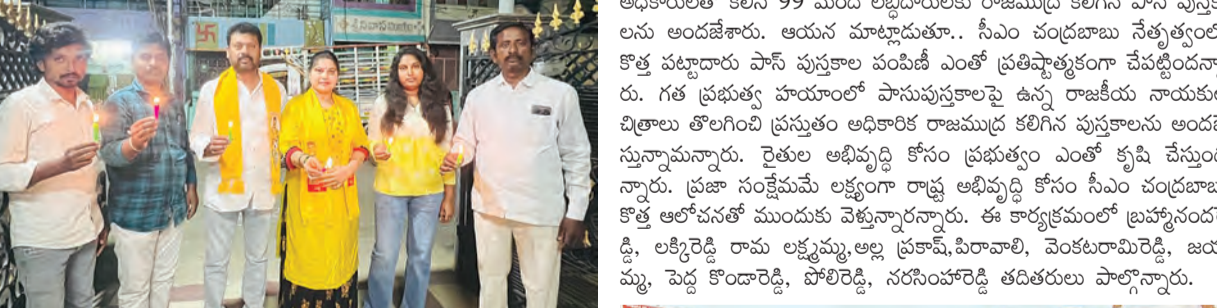 అధికారులతో కలిసి 99 మంది లబ్ధిదారులకు రాజముద్ర కలిగిన పాస్ పుస్తకా
లను అందజేశారు. ఆయన మాట్లాడుతూ.. సీఎం చంద్రబాబు నేతృత్వంలో
కొత్త పట్టాదారు పాస్ పుస్తకాల పంపిణీ ఎంతో ప్రతిష్టాత్మకంగా చేపట్టిందన్నా
రు. గత ప్రభుత్వ హయాంలో పాసుపుస్తకాలపై ఉన్న రాజకీయ నాయకుల
చిత్రాలు తొలగించి ప్రస్తుతం అధికారిక రాజముద్ర కలిగిన పుస్తకాలను అందజే
స్తున్నామన్నారు. రైతుల అభివృద్ధి కోసం ప్రభుత్వం ఎంతో కృషి చేస్తుంద
న్నారు. ప్రజా సంక్షేమమే లక్ష్యంగా రాష్ట్ర అభివృద్ధి కోసం సీఎం చంద్రబాబు
కొత్త ఆలోచనతో ముందుకు వెళ్తున్నారన్నారు. ఈ కార్యక్రమంలో బ్రహ్మానందరె
డ్డి, లక్కిరెడ్డి రామ లక్ష్మమ్మ,అల్ల ప్రకాష్,పిరావాలి, వెంకటరామిరెడ్డి, జయ
మ్మ, పెద్ద కొండారెడ్డి, పోలిరెడ్డి, నరసింహారెడ్డి తదితరులు పాల్గొన్నారు.